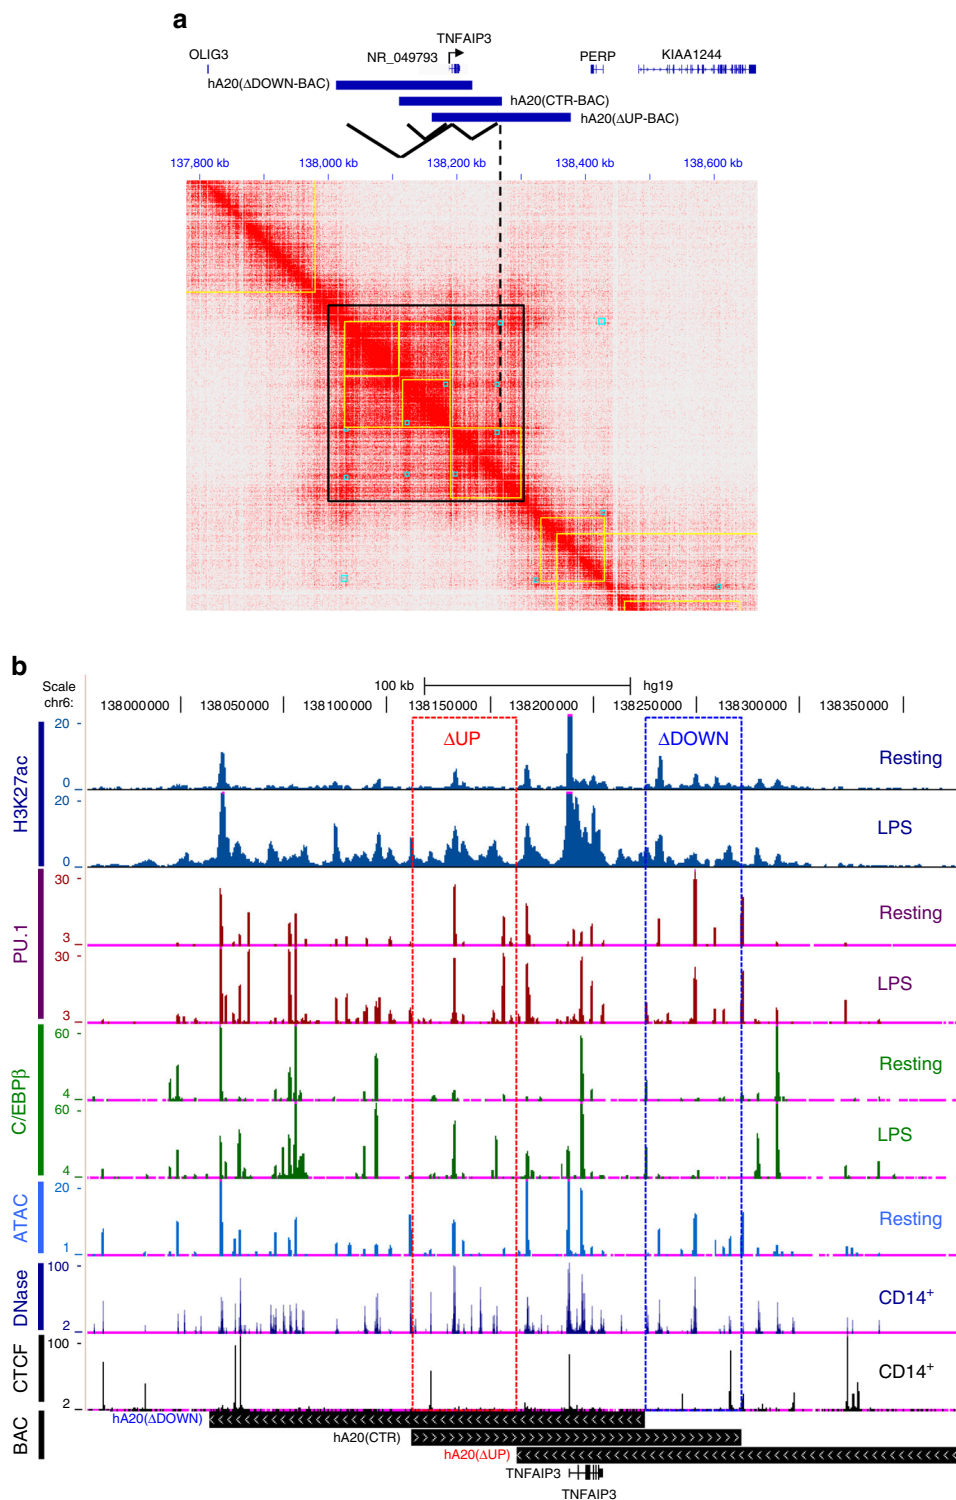 a
TNFAIP3
OLIG3
NR_049793
PERP
KIAA1244
hA20(ΔDOWN-BAC)
hA20(CTR-BAC)
hA20(ΔUP-BAC)
137,800 kb
138,000 kb
138,200 kb
138,400 kb
138,600 kb
b
Scale
100 kb
hg19
chr6:
138000000
138050000
138100000
138150000
138200000
138250000
138300000
138350000
ΔUP
ΔDOWN
H3K27ac
20
0
Resting
20
0
LPS
PU.1
30
3
Resting
30
3
LPS
C/EBPβ
60
4
Resting
60
4
LPS
ATAC
20
1
Resting
DNase
100
2
CD14+
CTCF
100
2
CD14+
BAC
hA20(ΔDOWN)
hA20(CTR)
hA20(ΔUP)
TNFAIP3
TNFAIP3